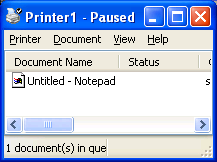 Printer1 - Paused
Printer Document View Help
Document Name Status
Untitled - Notepad
1 document(s) in que